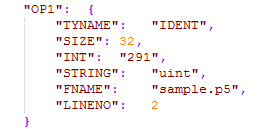 "OP1": {
"TYNAME": "IDENT",
"SIZE": 32,
"INT": "291",
"STRING": "uint",
"FNAME": "sample.p5",
"LINENO": 2
}